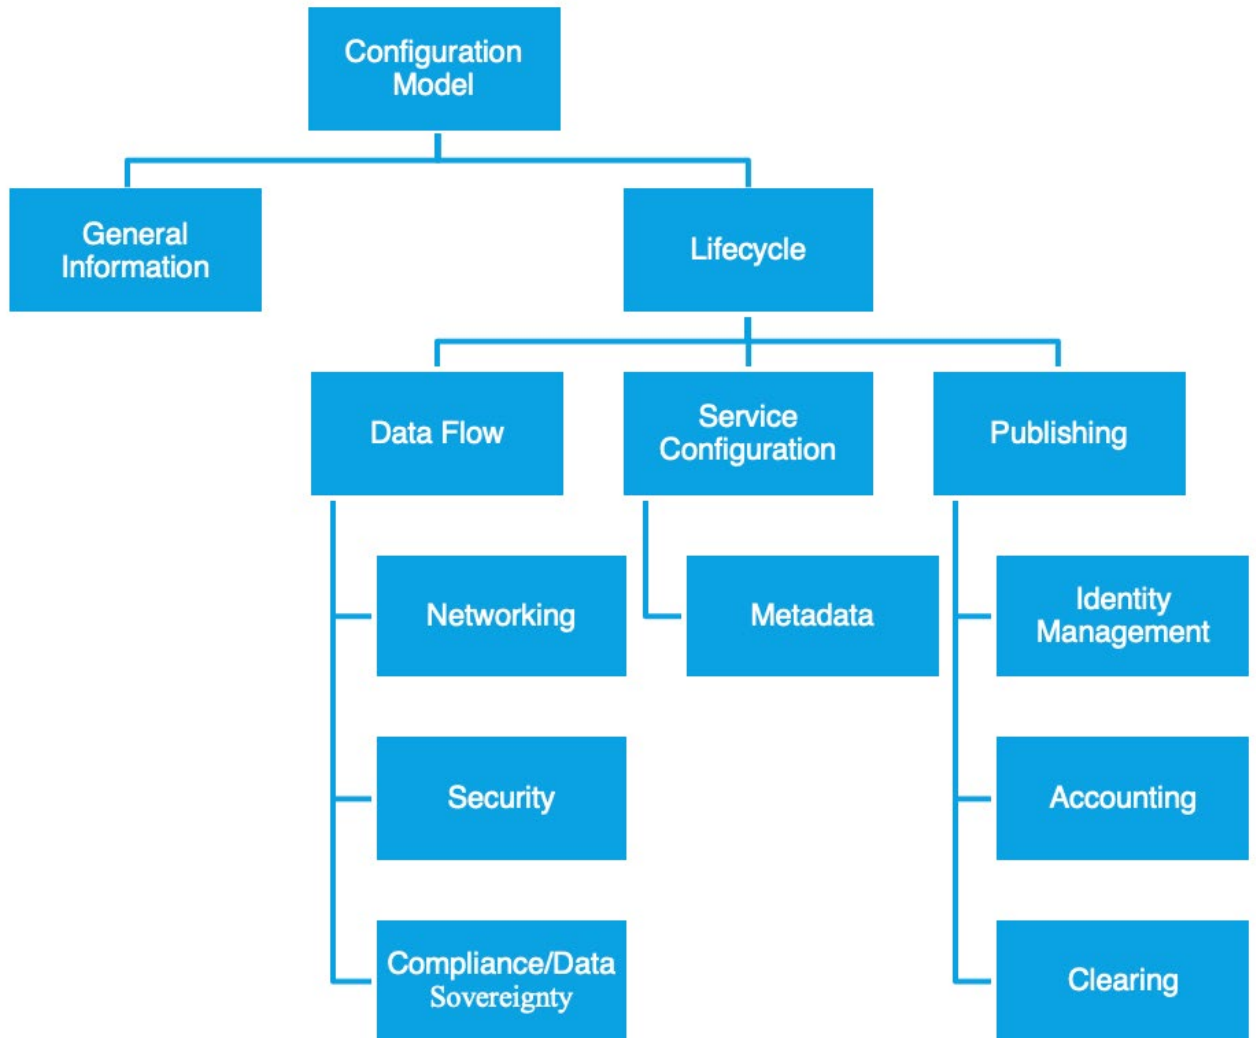 Configuration
Model
General
Information
Lifecycle
Data Flow
Service
Configuration
Publishing
Networking
Metadata
Identity
Management
Security
Accounting
Compliance/Data
Sovereignty
Clearing